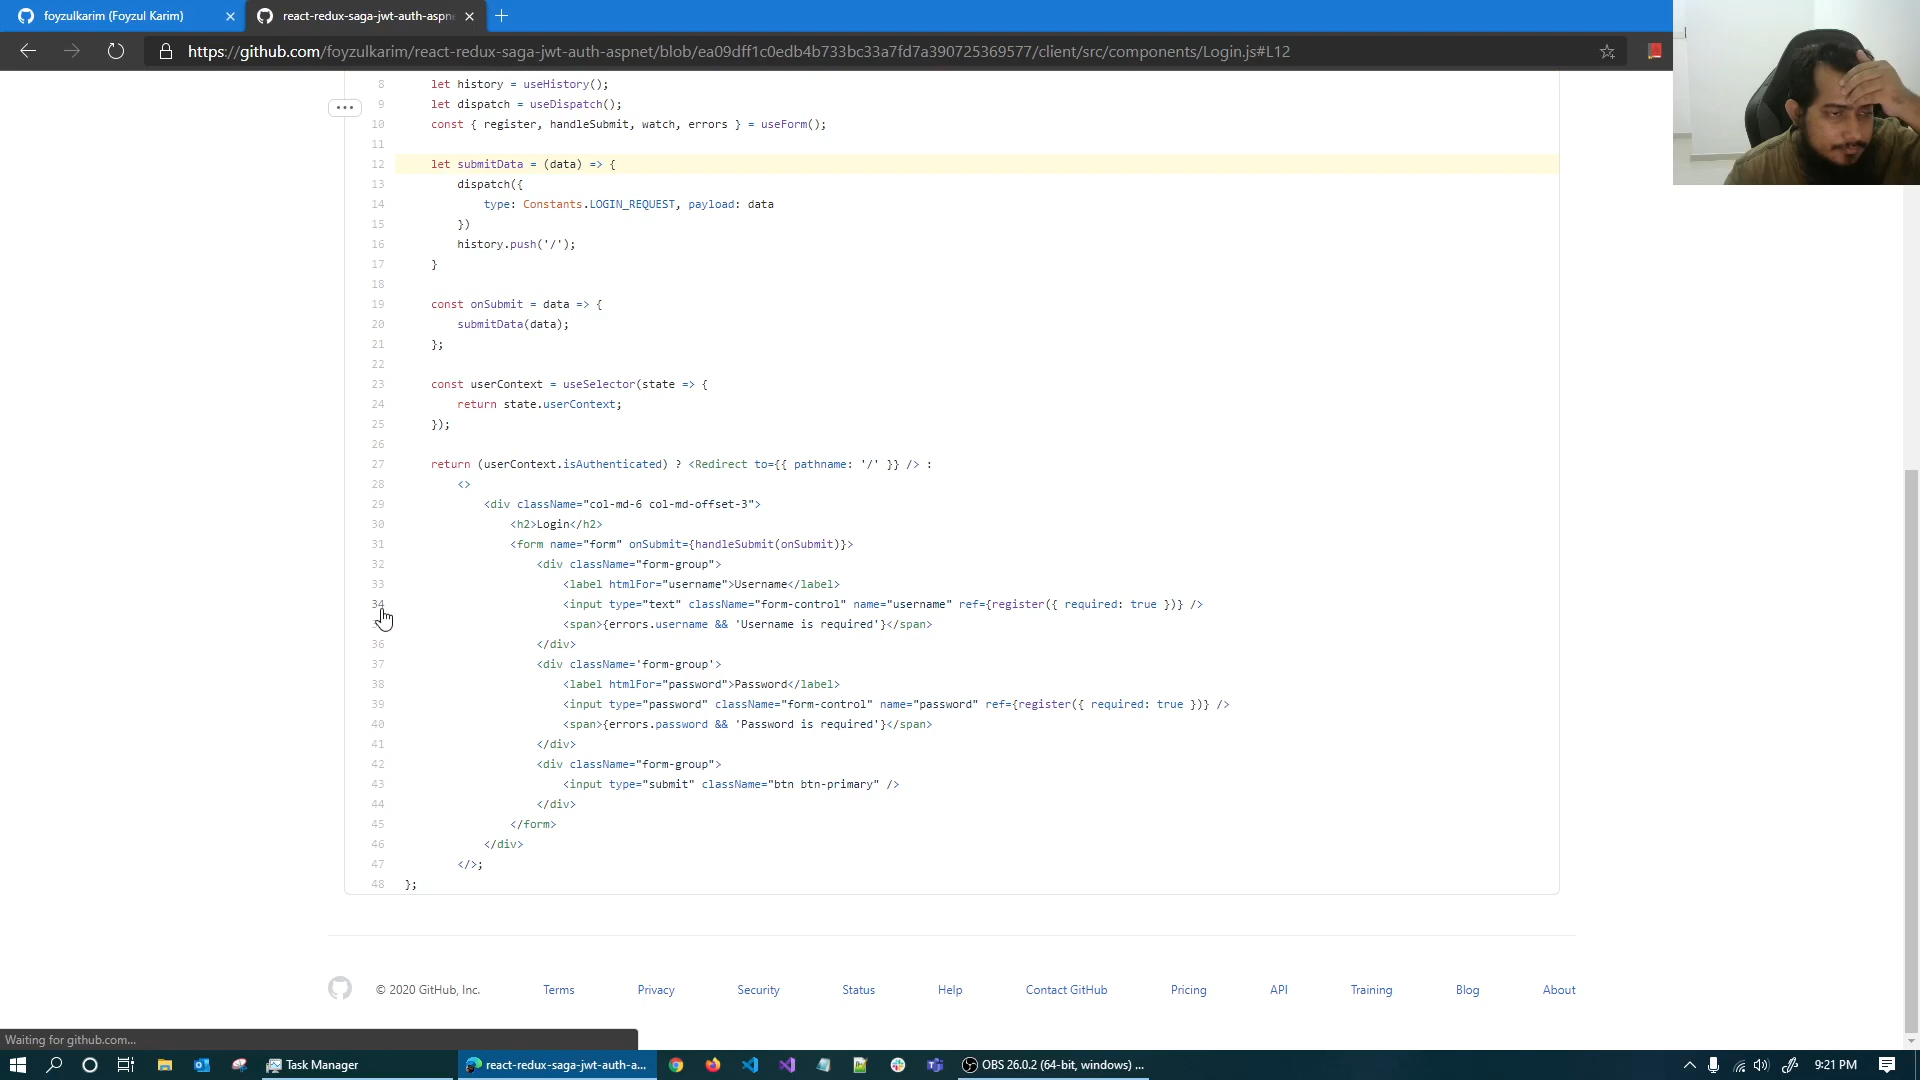 foyzulkarim (Foyzul Karim)
react-redux-saga-jwt-auth-aspne
https://github.com/foyzulkarim/react-redux-saga-jwt-auth-aspnet/blob/ea09dff1c0edb4b733bc33a7fd7a390725369577/client/src/components/Login.js#L12
8 let history = useHistory();
9 let dispatch = useDispatch();
10 const { register, handleSubmit, watch, errors } = useForm();
11
12 let submitData = (data) => {
13 dispatch({
14 type: Constants.LOGIN_REQUEST, payload: data
15 })
16 history.push('/');
17 }
18
19 const onSubmit = data => {
20 submitData(data);
21 };
22
23 const userContext = useSelector(state => {
24 return state.userContext;
25 });
26
27 return (userContext.isAuthenticated) ? <Redirect to={{ pathname: '/' }} /> :
28 <>
29 <div className="col-md-6 col-md-offset-3">
30 <h2>Login</h2>
31 <form name="form" onSubmit={handleSubmit(onSubmit)}>
32 <div className="form-group">
33 <label htmlFor="username">Username</label>
34 <input type="text" className="form-control" name="username" ref={register({ required: true })} />
<span>{errors.username && 'Username is required'}</span>
36 </div>
37 <div className='form-group'>
38 <label htmlFor="password">Password</label>
39 <input type="password" className="form-control" name="password" ref={register({ required: true })} />
40 <span>{errors.password && 'Password is required'}</span>
41 </div>
42 <div className="form-group">
43 <input type="submit" className="btn btn-primary" />
44 </div>
45 </form>
46 </div>
47 </>;
48 };
© 2020 GitHub, Inc. Terms Privacy Security Status Help Contact GitHub Pricing API Training Blog About
Waiting for github.com...
Task Manager react-redux-saga-jwt-auth-a... OBS 26.0.2 (64-bit, windows) ... 9:21 PM